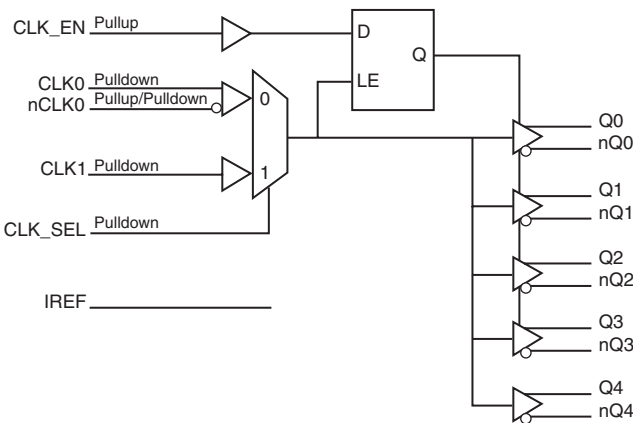 CLK_EN Pullup
D
Q
LE
CLK0 Pulldown
nCLK0 Pullup/Pulldown
0
CLK1 Pulldown
1
CLK_SEL Pulldown
IREF
Q0
nQ0
Q1
nQ1
Q2
nQ2
Q3
nQ3
Q4
nQ4